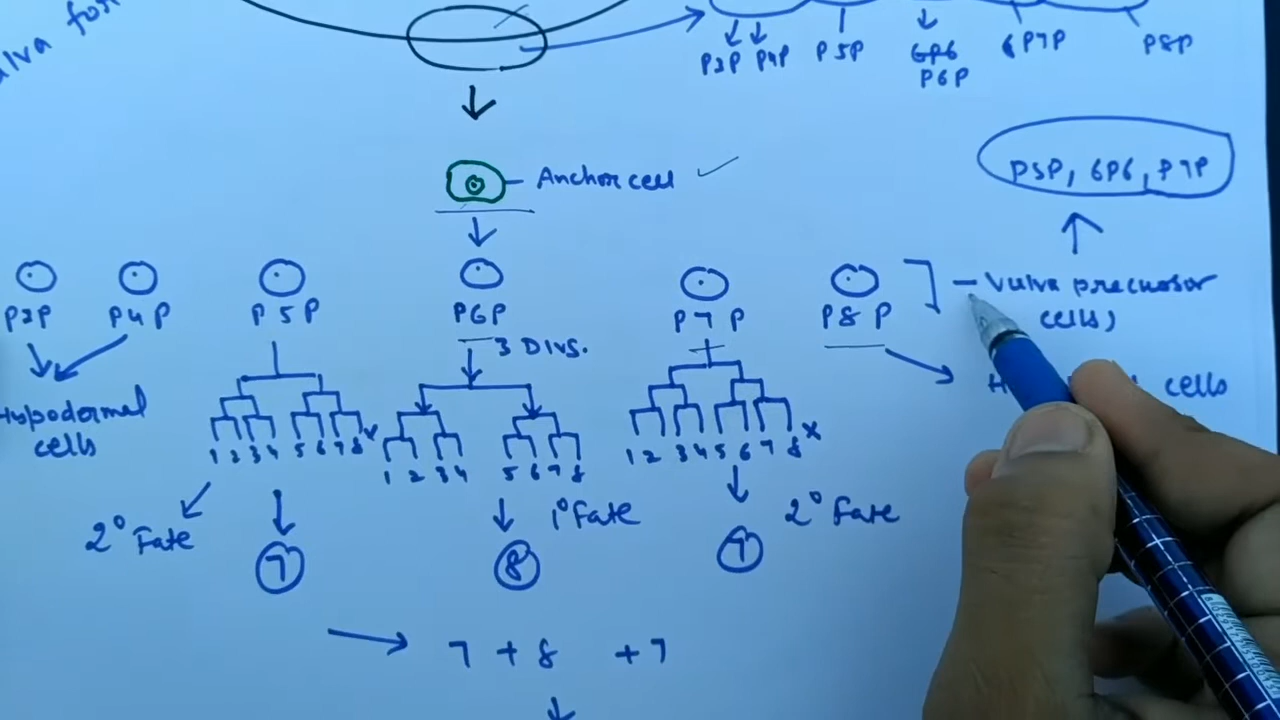 P3P P4P P5P 6P6 6P7P P8P
P6P
Anchor cell
P5P, 6P6, P7P
P3P P4P P5P P6P P7P P8P
- Vulva precursor
cells)
3 Divs.
Hypodermal
cells
cells
1 2 3 4 5 6 7 8 x
1 2 3 4 5 6 7 8
1 2 3 4 5 6 7 8 x
2° Fate
1° Fate
2° Fate
7
8
7
7 + 8 + 7